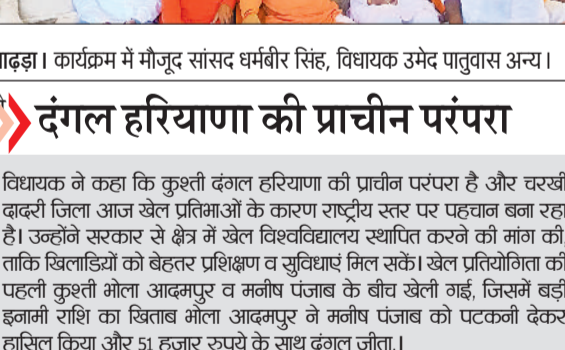 ाढ़ड़ा। कार्यक्रम में मौजूद सांसद धर्मबीर सिंह, विधायक उमेद पातुवास अन्य।
दंगल हरियाणा की प्राचीन परंपरा
विधायक ने कहा कि कुश्ती दंगल हरियाणा की प्राचीन परंपरा है और चरखी
दादरी जिला आज खेल प्रतिभाओं के कारण राष्ट्रीय स्तर पर पहचान बना रहा
है। उन्होंने सरकार से क्षेत्र में खेल विश्वविद्यालय स्थापित करने की मांग की,
ताकि खिलाड़ियों को बेहतर प्रशिक्षण व सुविधाएं मिल सकें। खेल प्रतियोगिता की
पहली कुश्ती भोला आदमपुर व मनीष पंजाब के बीच खेली गई, जिसमें बड़ी
इनामी राशि का खिताब भोला आदमपुर ने मनीष पंजाब को पटकनी देकर
हासिल किया और 51 हजार रुपये के साथ दंगल जीता।